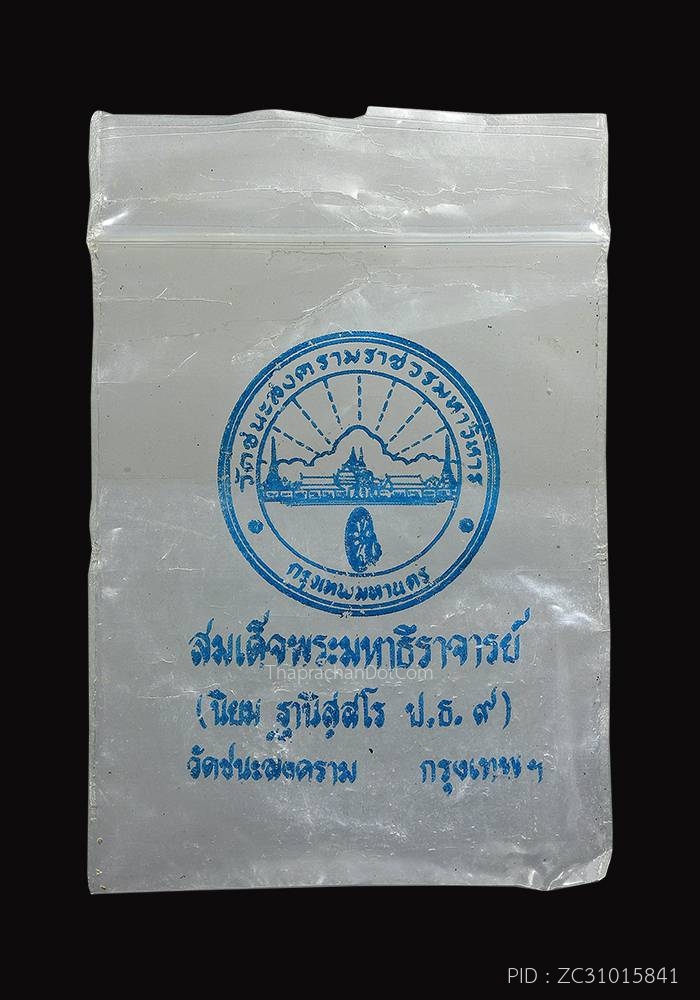 วัดชนะสงครามราชวรมหาวิหาร
กรุงเทพมหานคร
สมเด็จพระมหาธีราจารย์
ThaprachanDotCom
(นิยม ฐานิสฺสโร ป.ธ. ๙)
วัดชนะสงคราม กรุงเทพฯ
PID : ZC31015841